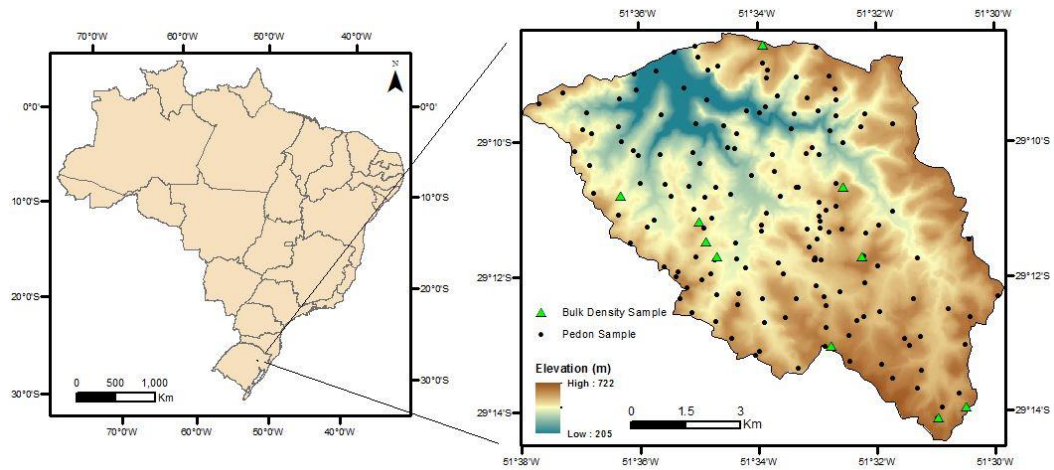 70°0'W 60°0'W 50°0'W 40°0'W
N
0°0'
10°0'S
20°0'S
30°0'S
0°0'
10°0'S
20°0'S
30°0'S
0 500 1,000
Km
70°0'W 60°0'W 50°0'W 40°0'W
51°36'W 51°34'W 51°32'W 51°30'W
29°10'S
29°12'S
29°14'S
29°10'S
29°12'S
29°14'S
Bulk Density Sample
Pedon Sample
Elevation (m)
High : 722
Low : 205
0 1.5 3
Km
51°38'W 51°36'W 51°34'W 51°32'W 51°30'W